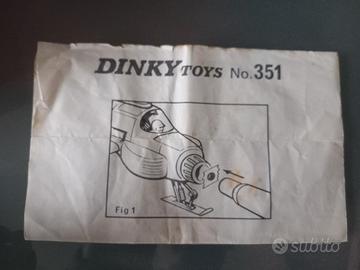 DINKY TOYS No. 351
Fig 1
subito